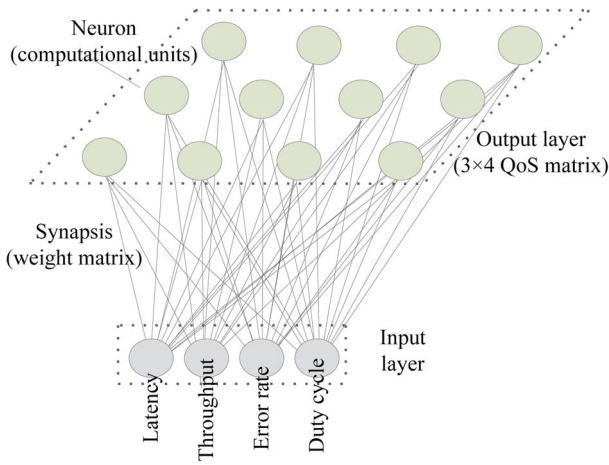 Neuron
(computational units)
Output layer
(3×4 QoS matrix)
Synapsis
(weight matrix)
Input
layer
Latency
Throughput
Error rate
Duty cycle